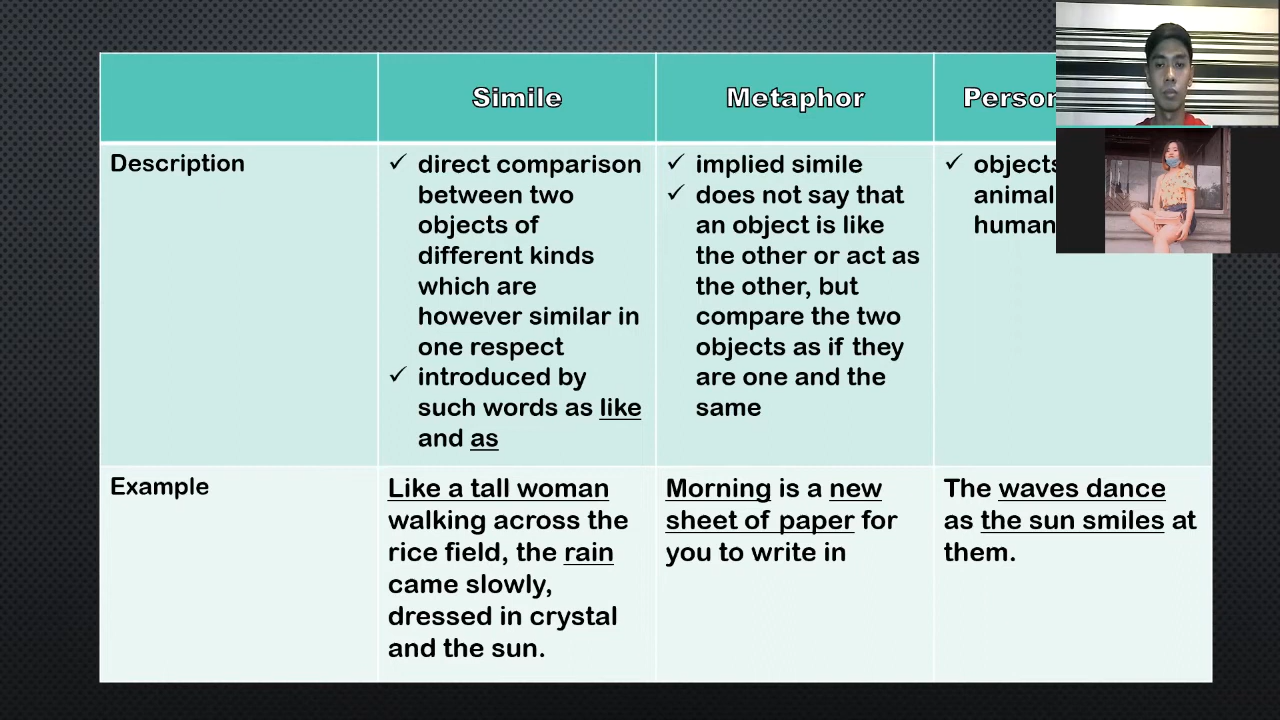 Simile
Metaphor
Description
✓ direct comparison
between two
objects of
different kinds
which are
however similar in
one respect
✓ introduced by
such words as like
and as
✓ implied simile
✓ does not say that
an object is like
the other or act as
the other, but
compare the two
objects as if they
are one and the
same
✓ objects
animal
human
Example
Like a tall woman
walking across the
rice field, the rain
came slowly,
dressed in crystal
and the sun.
Morning is a new
sheet of paper for
you to write in
The waves dance
as the sun smiles at
them.